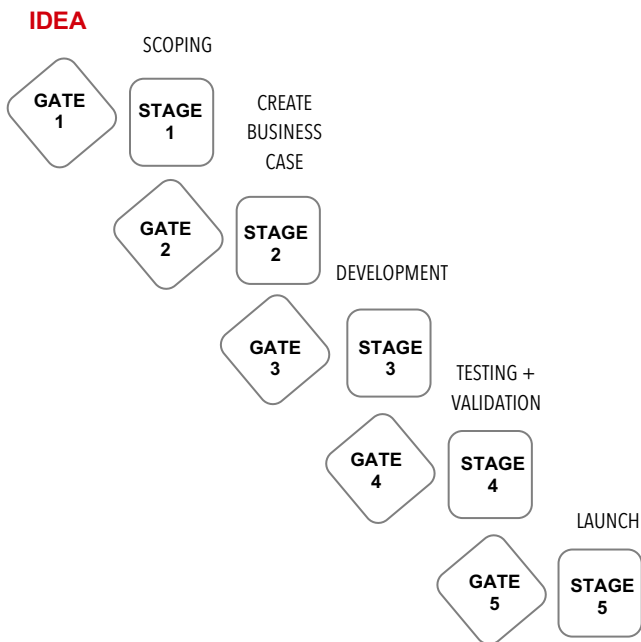 IDEA
SCOPING
GATE
1
STAGE
1
CREATE
BUSINESS
CASE
GATE
2
STAGE
2
DEVELOPMENT
GATE
3
STAGE
3
TESTING +
VALIDATION
GATE
4
STAGE
4
LAUNCH
GATE
5
STAGE
5